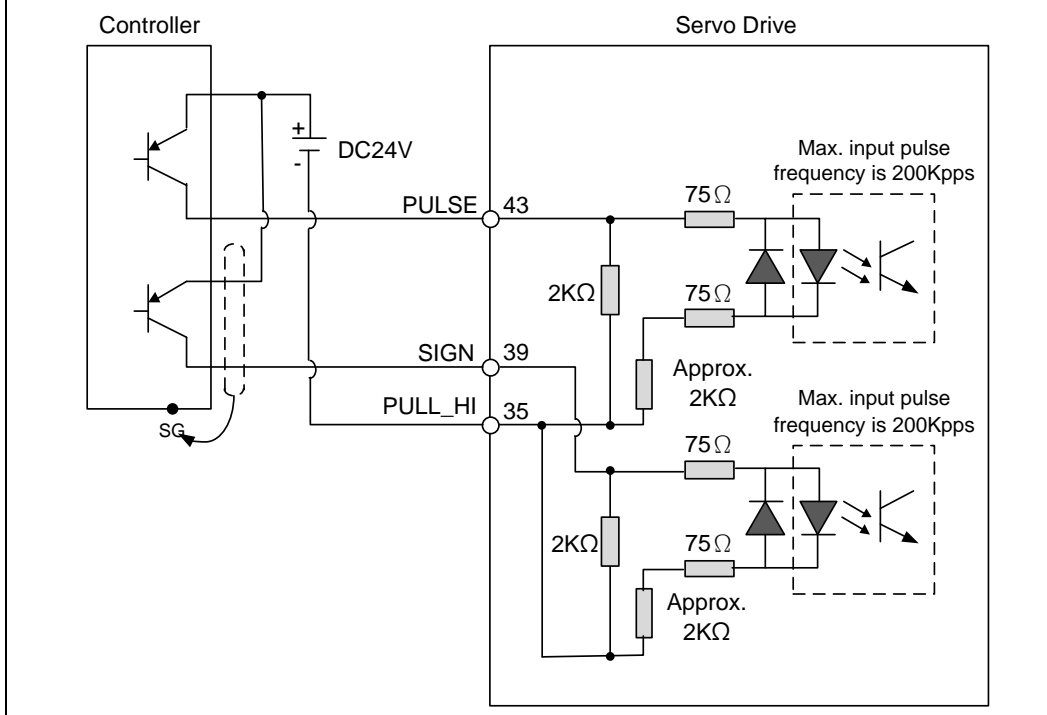 Controller
Servo Drive
+
DC24V
-
Max. input pulse
frequency is 200Kpps
PULSE
43
75Ω
2KΩ
75Ω
SIGN
39
Approx.
2KΩ
PULL_HI
35
SG
Max. input pulse
frequency is 200Kpps
75Ω
2KΩ
75Ω
Approx.
2KΩ